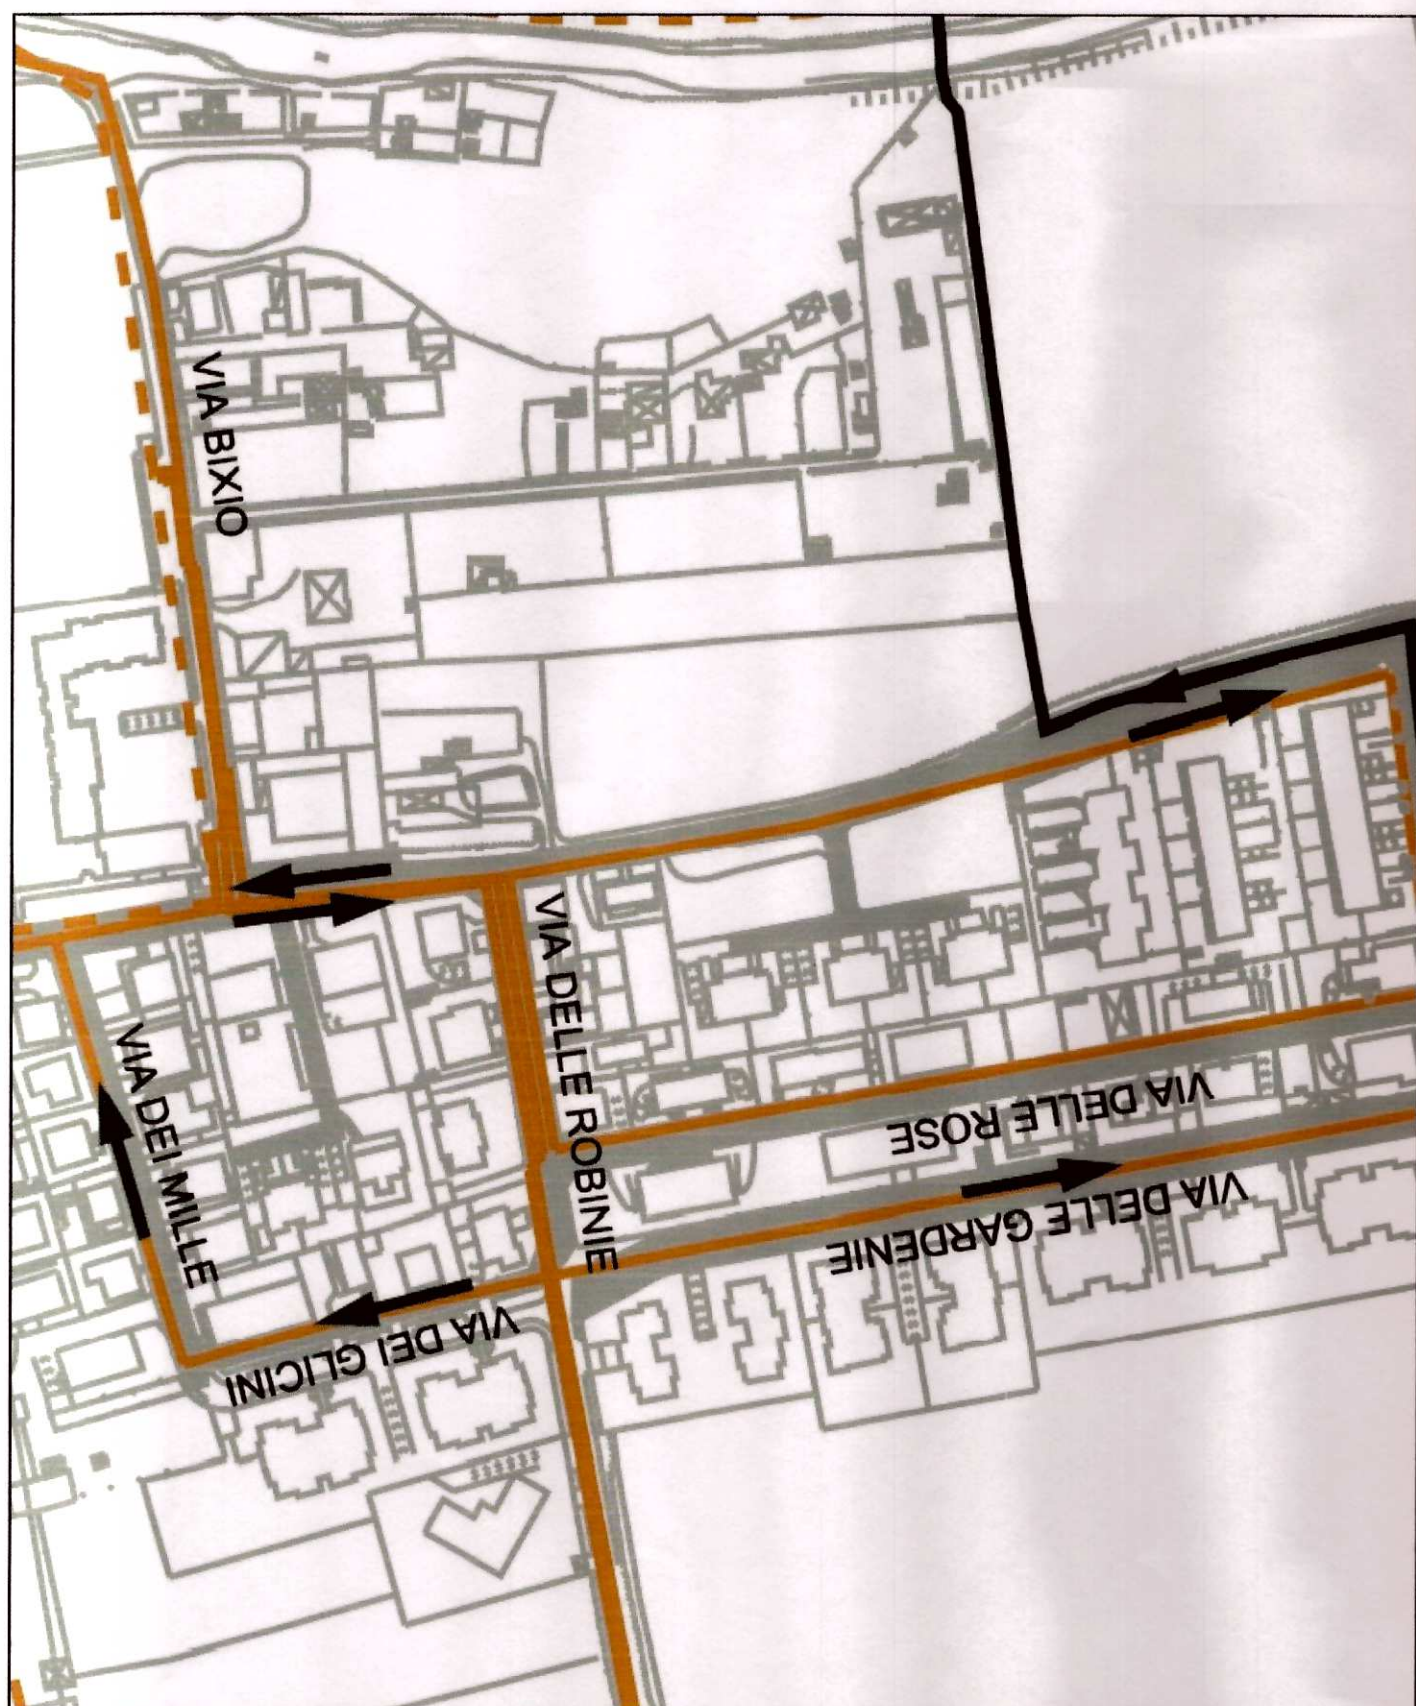 VIA BIXIO
VIA DELLE ROBINIE
VIA DEI MILLE
VIA DELLE ROSE
VIA DELLE GARDENIE
VIA DEI GLICINI